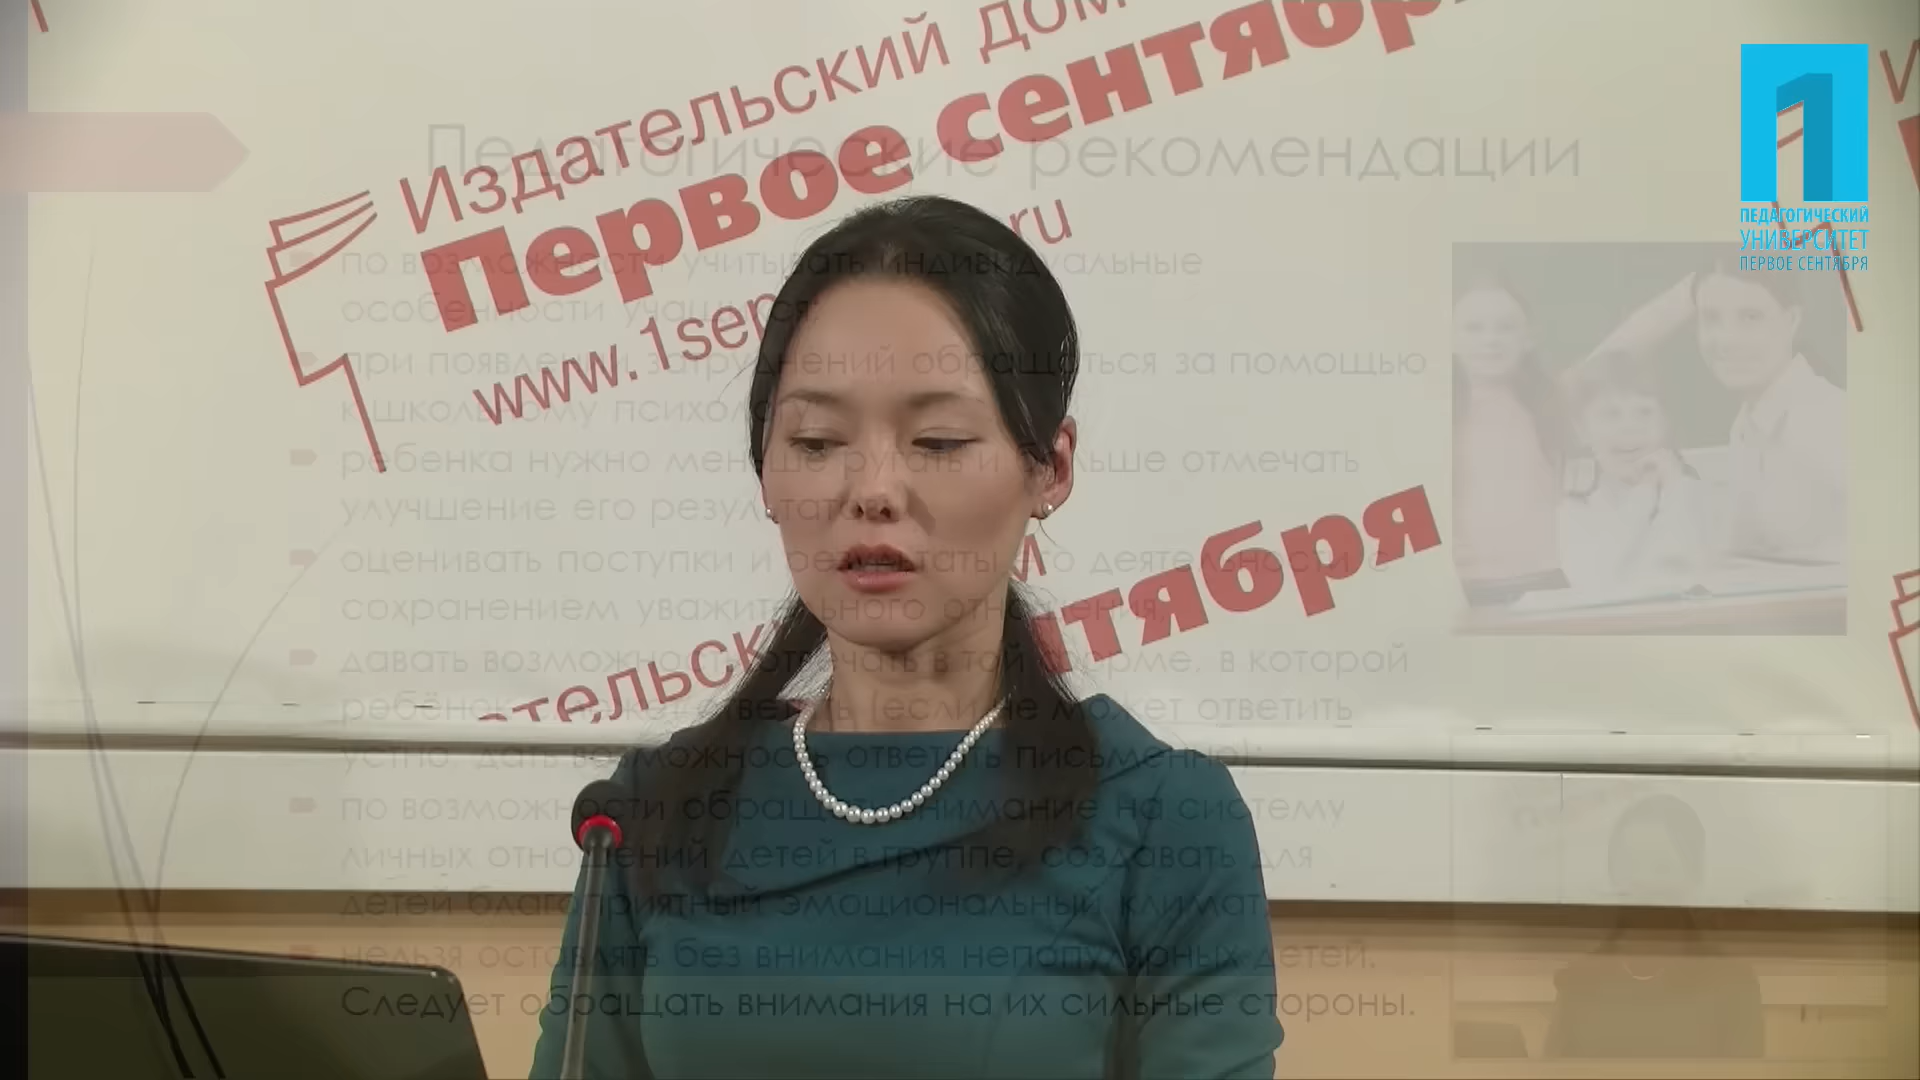 Издательский дом
Первое сентября
www.1sept.ru
ПЕДАГОГИЧЕСКИЙ
УНИВЕРСИТЕТ
ПЕРВОЕ СЕНТЯБРЯ
Педагогические рекомендации
по возможности учитывать индивидуальные
особенности учащихся
при появлении затруднений обращаться за помощью
к школьному психологу
ребенка нужно меньше ругать и больше отмечать
улучшение его результатов
оценивать поступки и результаты его деятельности с
сохранением уважительного отношения
давать возможность отвечать в той форме, в которой
ребёнок может ответить (если не может ответить
устно, дать возможность ответить письменно);
по возможности обращать внимание на систему
личных отношений детей в группе, создавать для
детей благоприятный эмоциональный климат
нельзя оставлять без внимания непопулярных детей.
Следует обращать внимания на их сильные стороны.
ательский
нтября